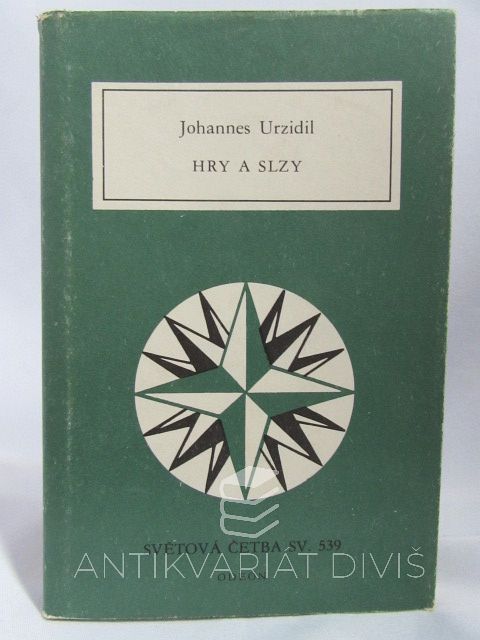 Johannes Urzidil
HRY A SLZY
SVĚTOVÁ ČETBA SV. 539
ANTIKVARIÁT DIVIŠ
ODEON